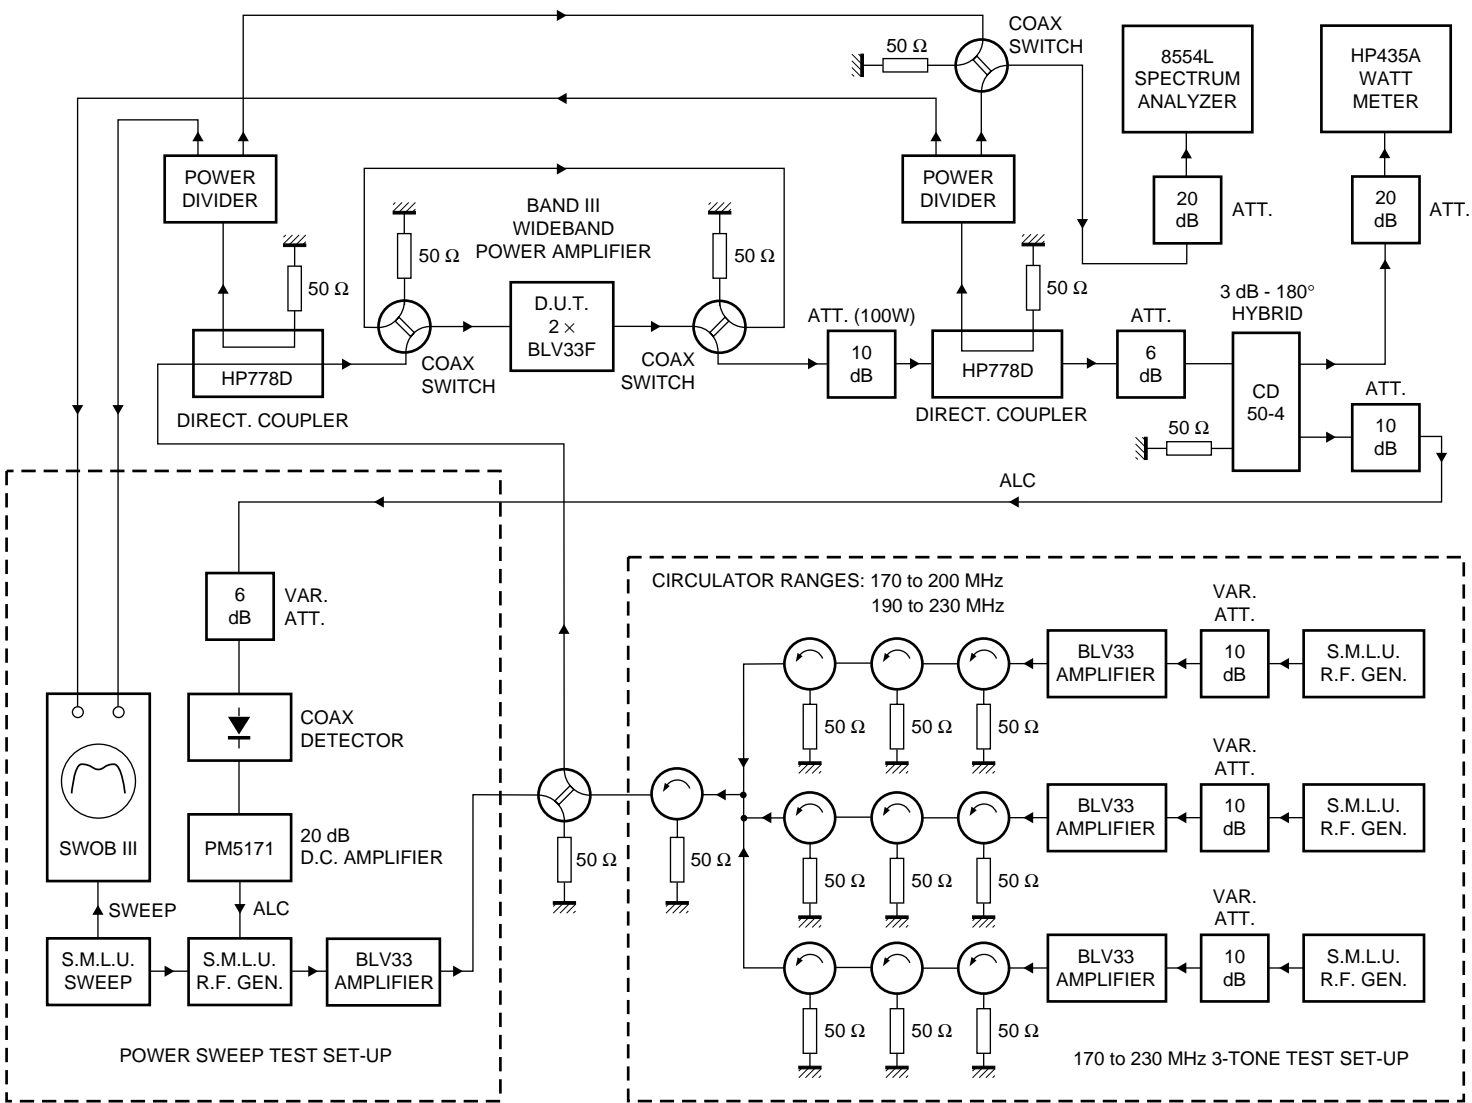 COAX
SWITCH
50 Ω
8554L
SPECTRUM
ANALYZER
HP435A
WATT
METER
POWER
DIVIDER
BAND III
WIDEBAND
POWER AMPLIFIER
POWER
DIVIDER
20
dB
ATT.
20
dB
ATT.
50 Ω
50 Ω
50 Ω
50 Ω
D.U.T.
2 ×
BLV33F
3 dB - 180°
HYBRID
ATT. (100W)
ATT.
HP778D
DIRECT. COUPLER
COAX
SWITCH
COAX
SWITCH
10
dB
HP778D
DIRECT. COUPLER
6
dB
CD
50-4
ATT.
10
dB
50 Ω
ALC
6
dB
VAR.
ATT.
COAX
DETECTOR
SWOB III
PM5171
20 dB
D.C. AMPLIFIER
SWEEP
ALC
S.M.L.U.
SWEEP
S.M.L.U.
R.F. GEN.
BLV33
AMPLIFIER
POWER SWEEP TEST SET-UP
50 Ω
50 Ω
CIRCULATOR RANGES: 170 to 200 MHz
190 to 230 MHz
VAR.
ATT.
BLV33
AMPLIFIER
10
dB
S.M.L.U.
R.F. GEN.
50 Ω
50 Ω
50 Ω
VAR.
ATT.
BLV33
AMPLIFIER
10
dB
S.M.L.U.
R.F. GEN.
50 Ω
50 Ω
50 Ω
VAR.
ATT.
BLV33
AMPLIFIER
10
dB
S.M.L.U.
R.F. GEN.
50 Ω
50 Ω
50 Ω
170 to 230 MHz 3-TONE TEST SET-UP